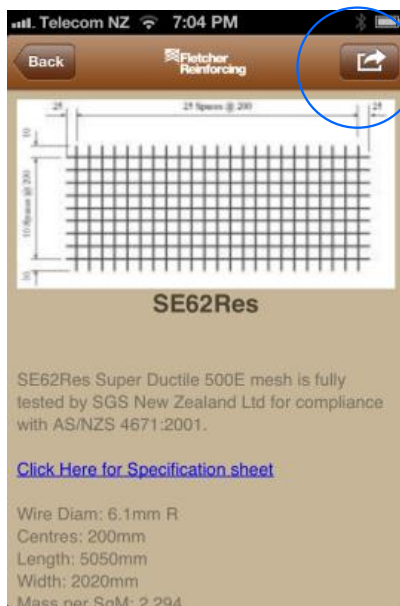 Telecom NZ 7:04 PM
Back
Fletcher
Reinforcing
25 25 Spaces @ 200 25
10
10 Spaces @ 200
10
SE62Res
SE62Res Super Ductile 500E mesh is fully
tested by SGS New Zealand Ltd for compliance
with AS/NZS 4671:2001.
Click Here for Specification sheet
Wire Diam: 6.1mm R
Centres: 200mm
Length: 5050mm
Width: 2020mm
Mass per SqM: 2.294